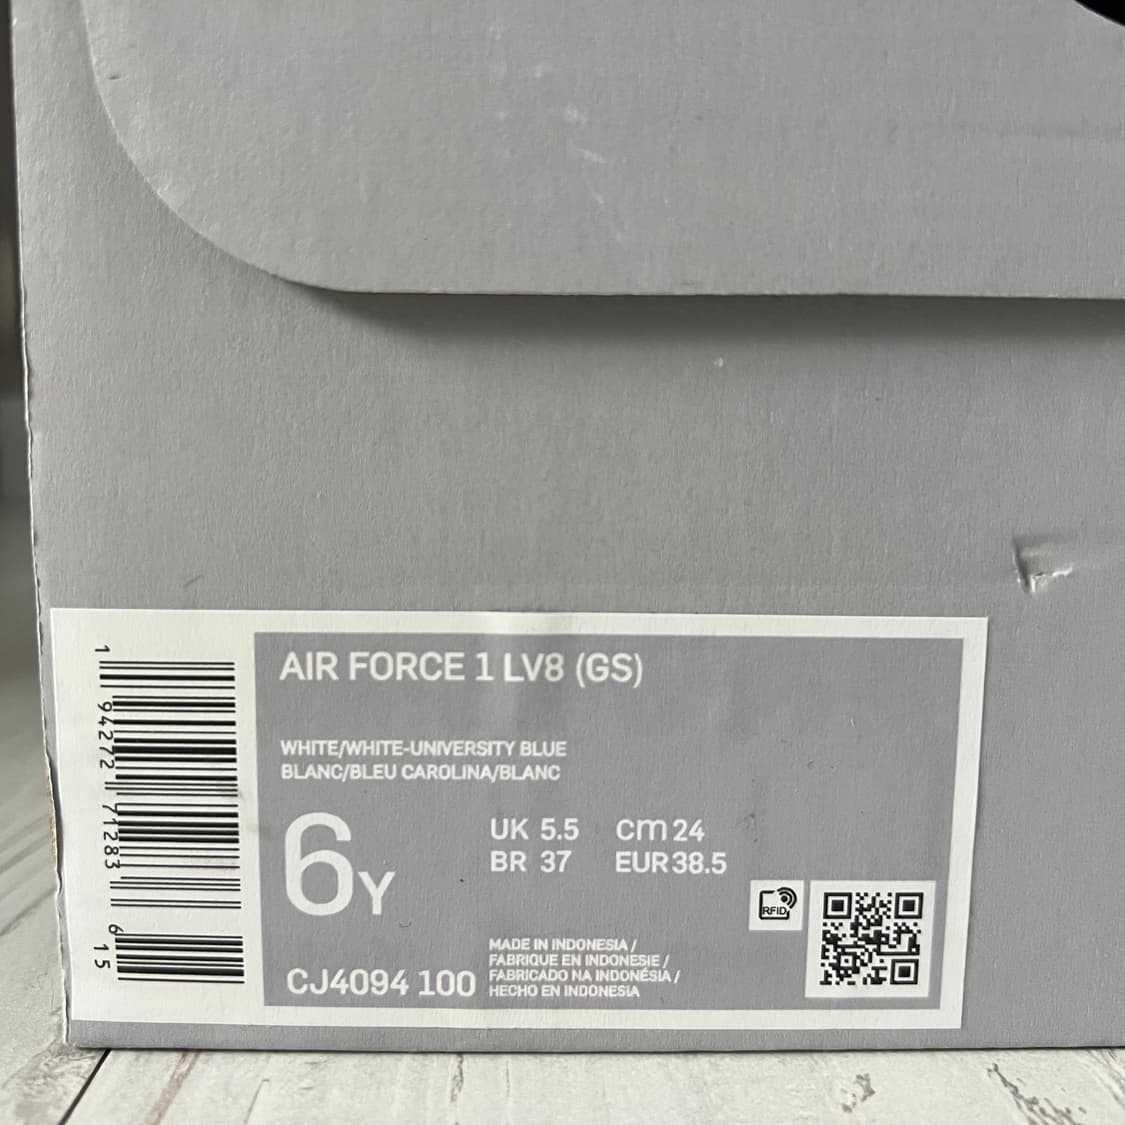 AIR FORCE 1 LV8 (GS)
WHITE/WHITE-UNIVERSITY BLUE
BLANC/BLEU CAROLINA/BLANC
6Y
UK 5.5 cm 24
BR 37 EUR 38.5
RFID
MADE IN INDONESIA /
FABRIQUE EN INDONESIE /
FABRICADO NA INDONÉSIA /
HECHO EN INDONESIA
CJ4094 100
1 94272 71283 6 15